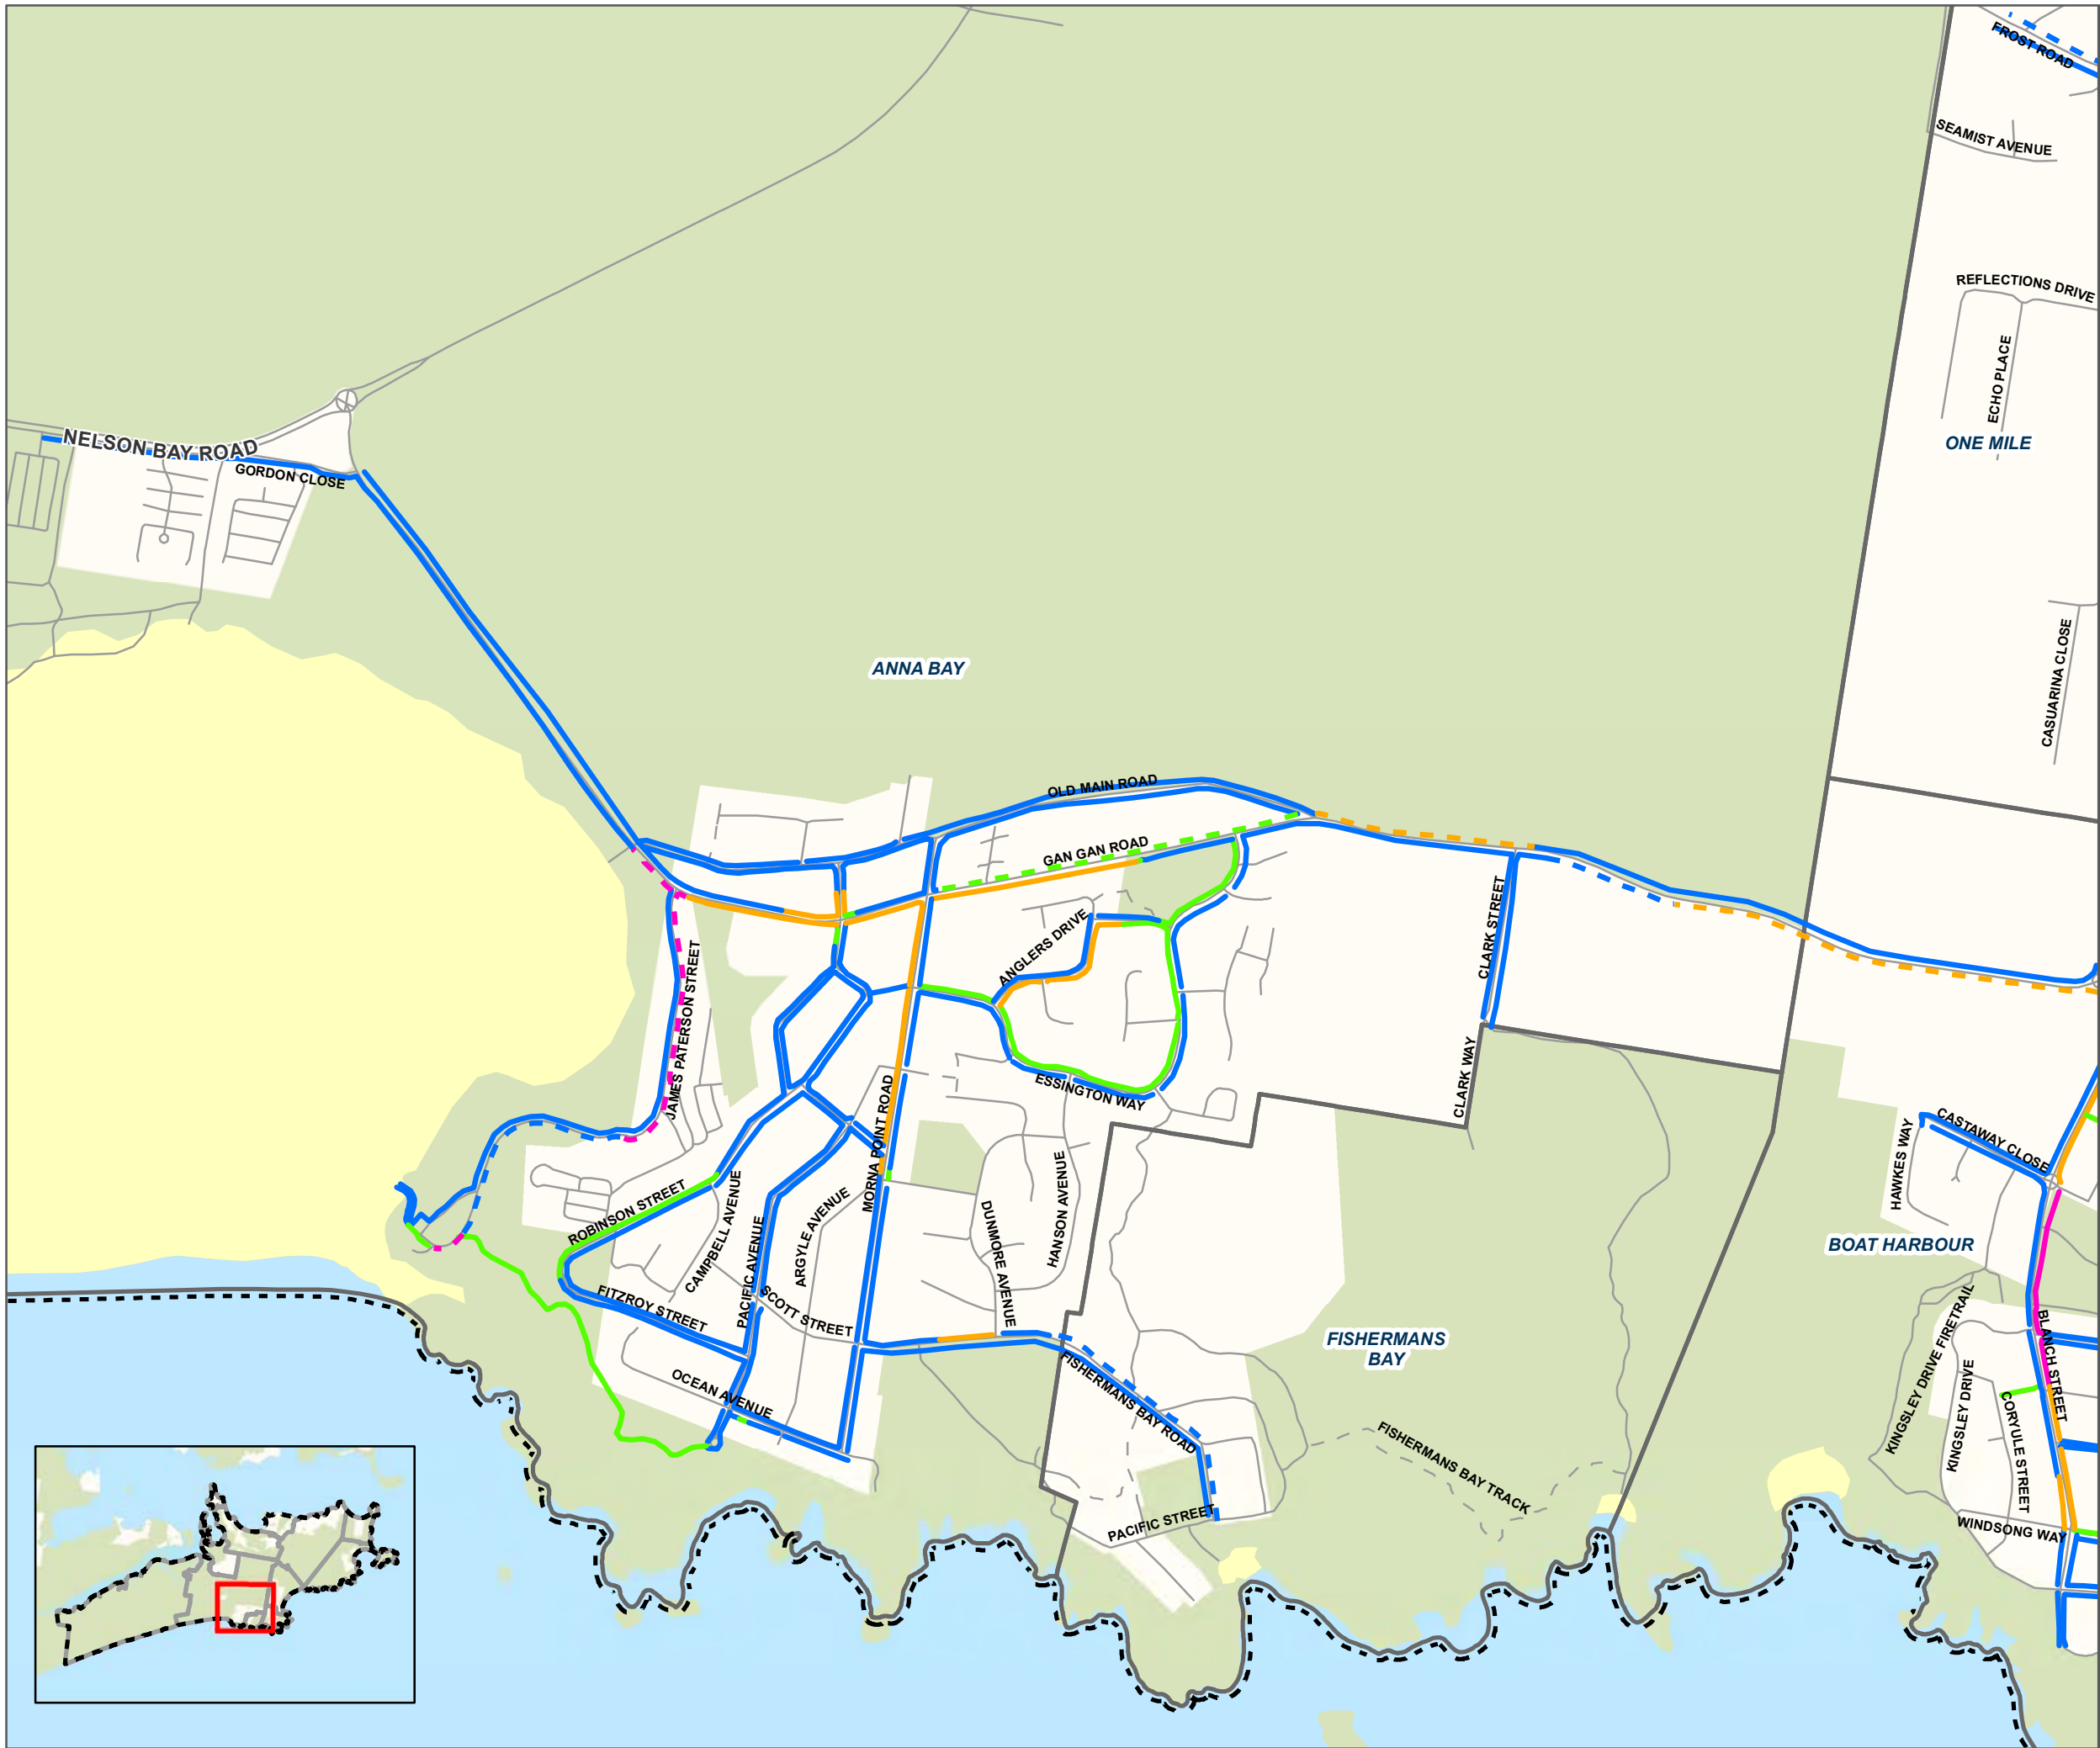 FROST ROAD
SEAMIST AVENUE
REFLECTIONS DRIVE
ECHO PLACE
NELSON BAY ROAD
ONE MILE
GORDON CLOSE
CASUARINA CLOSE
ANNA BAY
OLD MAIN ROAD
GAN GAN ROAD
CLARK STREET
ANGLERS DRIVE
JAMES PATERSON STREET
CLARK WAY
ESSINGTON WAY
MORNA POINT ROAD
CASTAWAY CLOSE
HAWKES WAY
ROBINSON STREET
CAMPBELL AVENUE
PACIFIC AVENUE
ARGYLE AVENUE
DUNMORE AVENUE
HANSON AVENUE
BOAT HARBOUR
FITZROY STREET
SCOTT STREET
FISHERMANS
BAY
KINGSLEY DRIVE FIRETRAIL
BLANCH STREET
FISHERMANS BAY ROAD
OCEAN AVENUE
KINGSLEY DRIVE
CORYULE STREET
FISHERMANS BAY TRACK
PACIFIC STREET
WINDSONG WAY